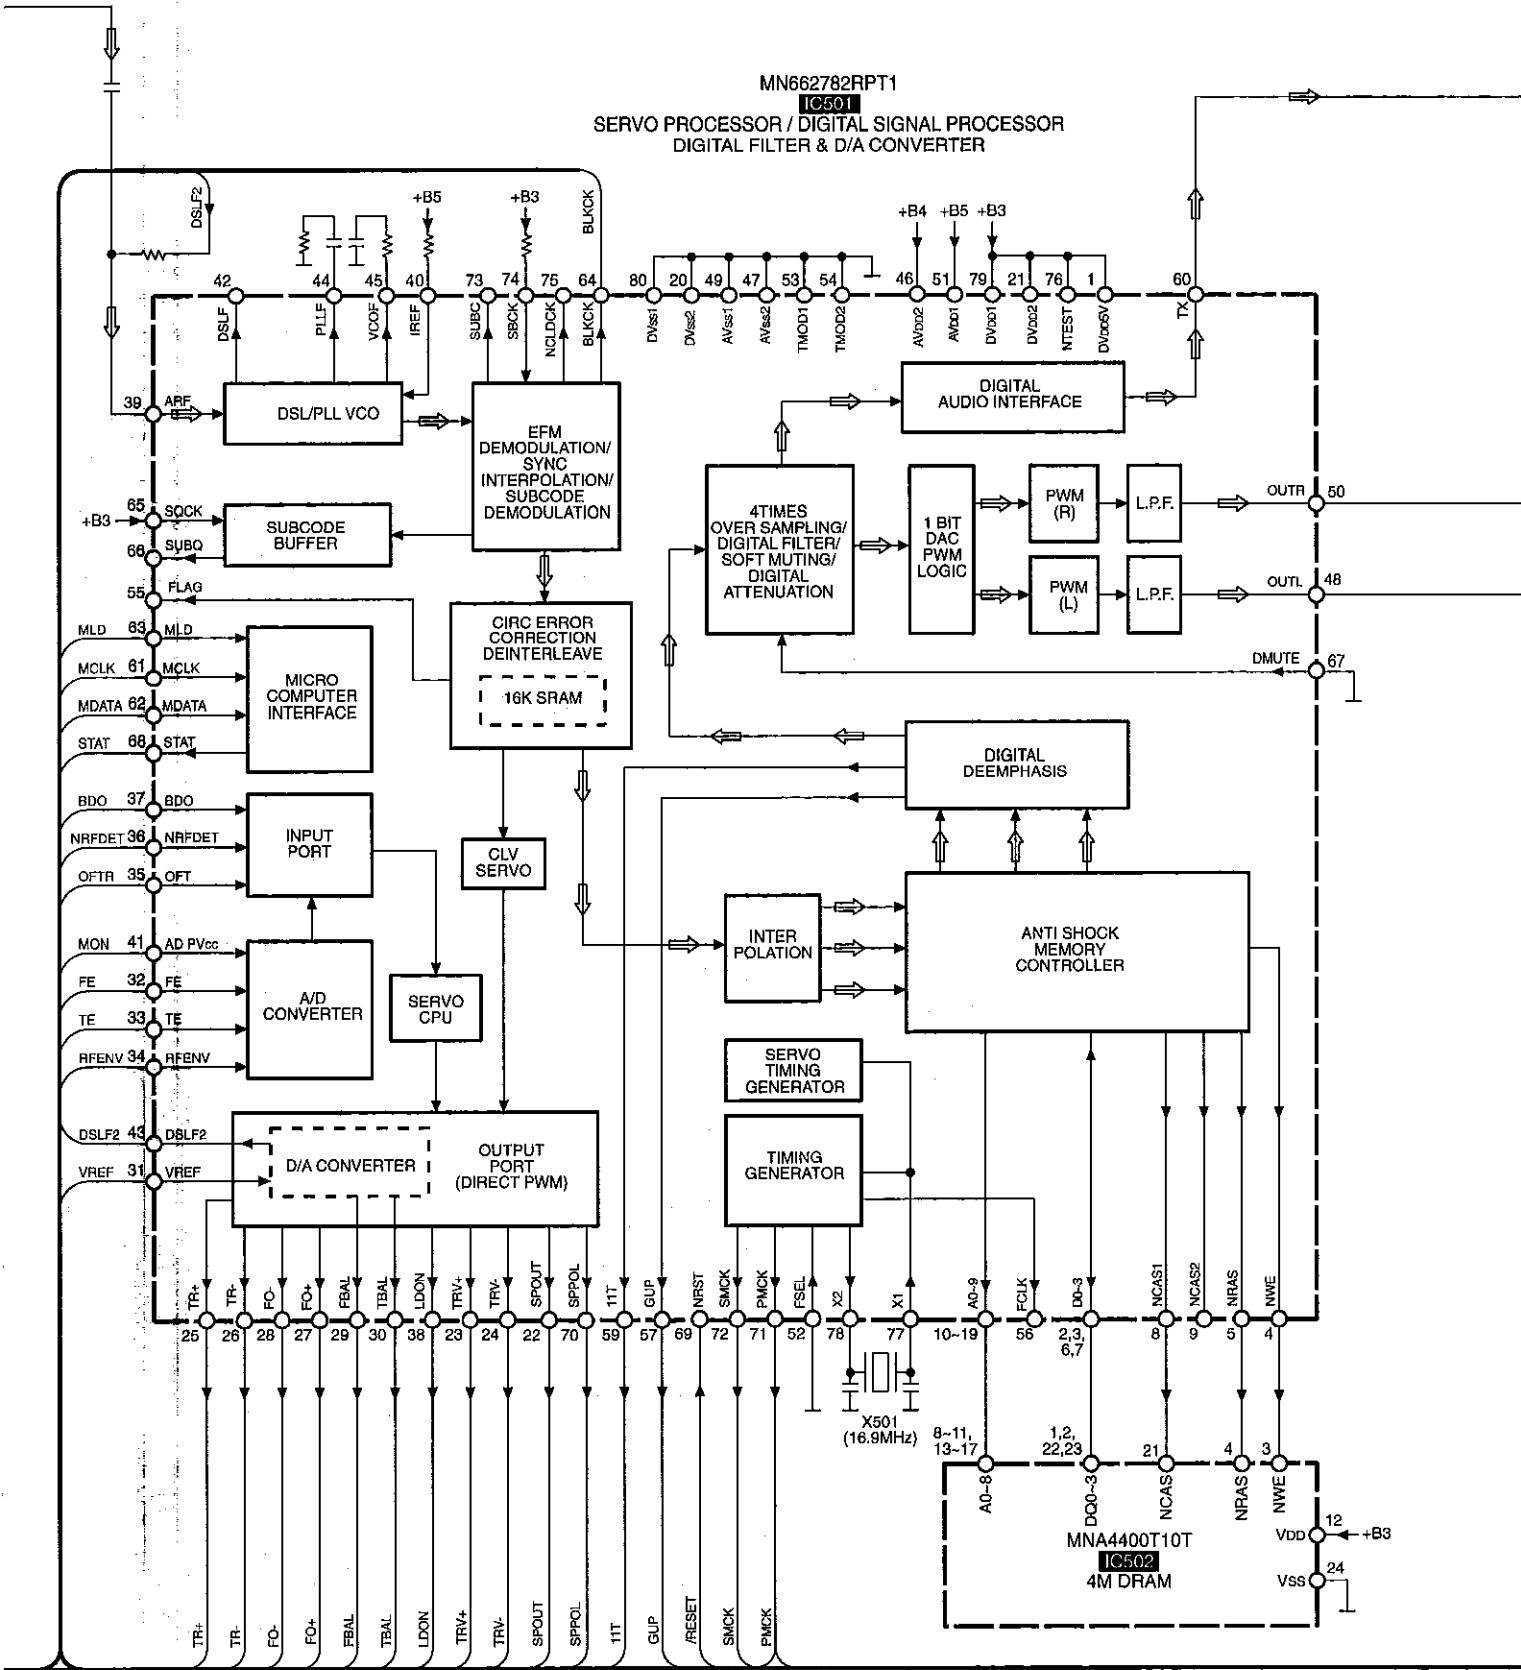 MN662782RPT1
IC501
SERVO PROCESSOR / DIGITAL SIGNAL PROCESSOR
DIGITAL FILTER & D/A CONVERTER
DSLF2
+B5
+B3
BLKCK
+B4
+B5
+B3
42
44
45
40
73
74
75
64
80
20
49
47
53
54
46
51
79
21
76
1
60
DSLF
PLLF
VCOF
IREF
SUBC
SBCK
NCLDCK
BLKCK
DVss1
DVss2
AVss1
AVss2
TMOD1
TMOD2
AVDD2
AVDD1
DVDD1
DVDD2
NTEST
DVDD5V
TX
39
ARF
DSL/PLL VCO
EFM
DEMODULATION/
SYNC
INTERPOLATION/
SUBCODE
DEMODULATION
DIGITAL
AUDIO INTERFACE
+B3
65
SQCK
66
SUBQ
SUBCODE
BUFFER
4TIMES
OVER SAMPLING/
DIGITAL FILTER/
SOFT MUTING/
DIGITAL
ATTENUATION
1 BIT
DAC
PWM
LOGIC
PWM
(R)
L.P.F.
OUTR
50
PWM
(L)
L.P.F.
OUTL
48
55
FLAG
MLD
63
MLD
MCLK
61
MCLK
MDATA
62
MDATA
STAT
68
STAT
MICRO
COMPUTER
INTERFACE
CIRC ERROR
CORRECTION
DEINTERLEAVE
16K SRAM
DMUTE
67
DIGITAL
DEEMPHASIS
BDO
37
BDO
NRFDET
36
NRFDET
OFTR
35
OFT
INPUT
PORT
CLV
SERVO
MON
41
AD PVcc
FE
32
FE
TE
33
TE
RFENV
34
RFENV
A/D
CONVERTER
SERVO
CPU
INTER
POLATION
ANTI SHOCK
MEMORY
CONTROLLER
SERVO
TIMING
GENERATOR
DSLF2
43
DSLF2
VREF
31
VREF
D/A CONVERTER
OUTPUT
PORT
(DIRECT PWM)
TIMING
GENERATOR
TR+
TR-
FO-
FO+
FBAL
TBAL
LDON
TRV+
TRV-
SPOUT
SPPOL
11T
GUP
NRST
SMCK
PMCK
FSEL
X2
X1
A0~9
FCLK
D0~3
NCAS1
NCAS2
NRAS
NWE
25
26
28
27
29
30
38
23
24
22
70
59
57
69
72
71
52
78
77
10~19
56
2,3,
6,7
8
9
5
4
X501
(16.9MHz)
8~11,
13~17
1,2,
22,23
21
4
3
A0~8
DQ0~3
NCAS
NRAS
NWE
MNA4400T10T
IC502
4M DRAM
12
VDD
+B3
24
VSS
TR+
TR-
FO-
FO+
FBAL
TBAL
LDON
TRV+
TRV-
SPOUT
SPPOL
11T
GUP
/RESET
SMCK
PMCK